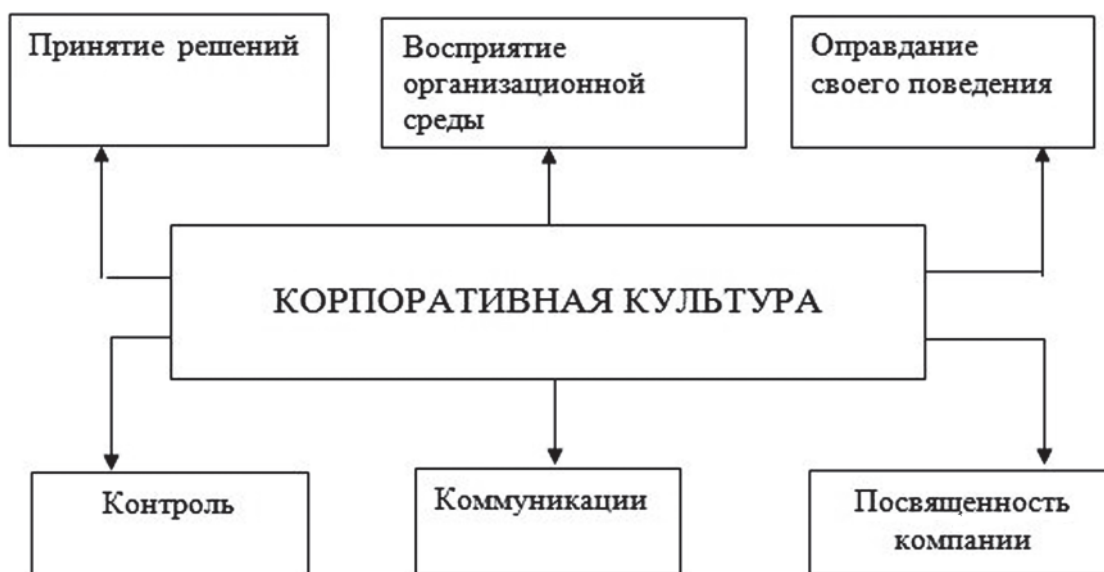 Принятие решений
Восприятие
организационной
среды
Оправдание
своего поведения
КОРПОРАТИВНАЯ КУЛЬТУРА
Контроль
Коммуникации
Посвященность
компании